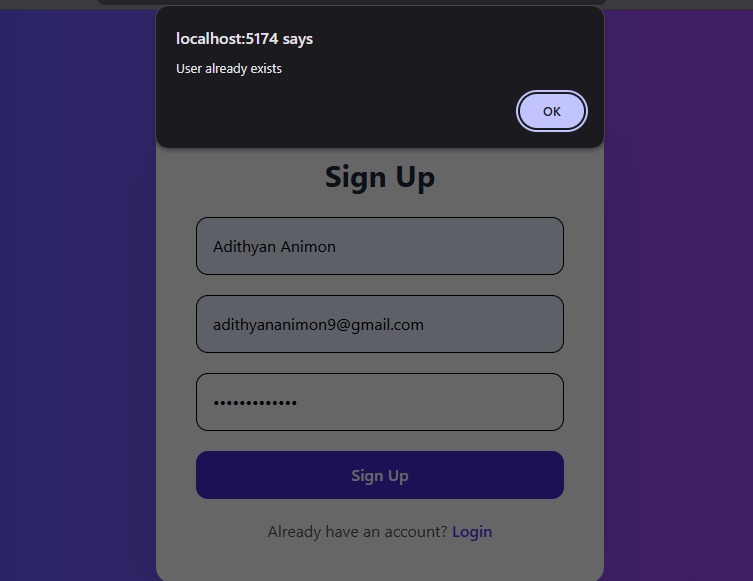 localhost:5174 says
User already exists
OK
Sign Up
Adithyan Animon
adithyananimon9@gmail.com
•••••••••••••
Sign Up
Already have an account? Login